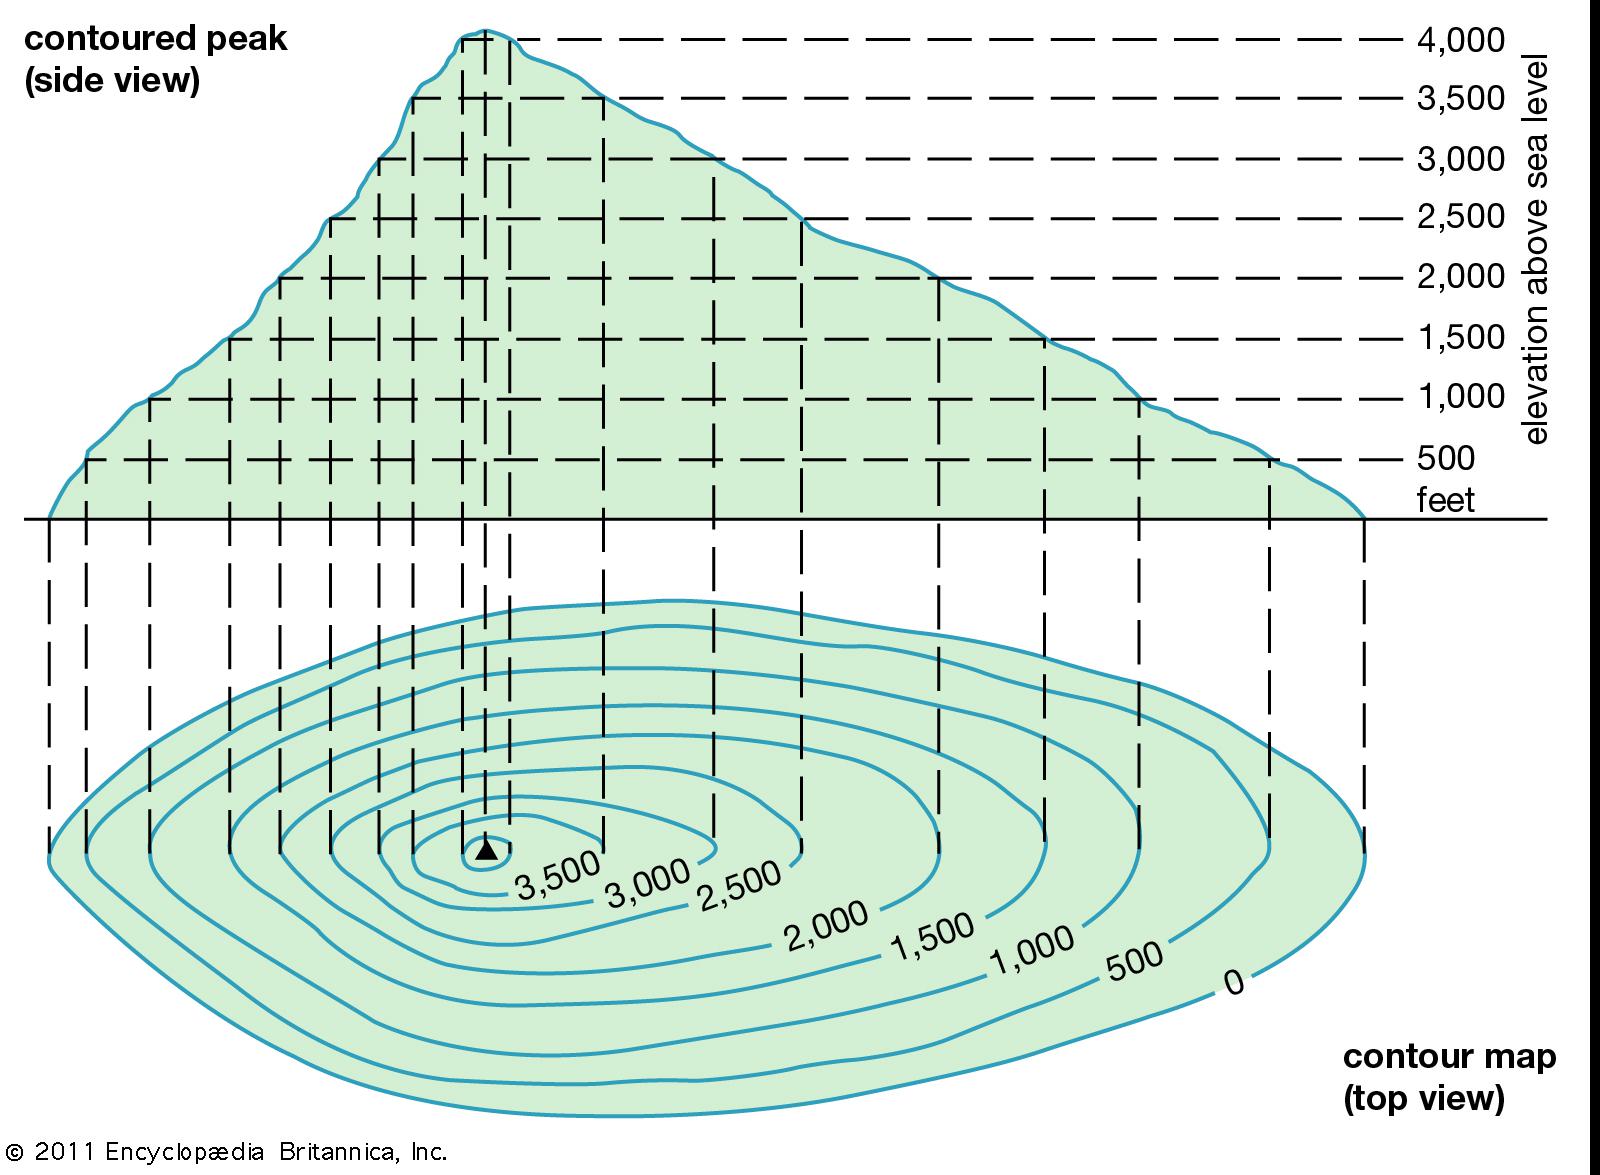 contoured peak
(side view)
4,000
3,500
3,000
2,500
2,000
1,500
1,000
500
feet
elevation above sea level
3,500
3,000
2,500
2,000
1,500
1,000
500
0
contour map
(top view)
© 2011 Encyclopædia Britannica, Inc.